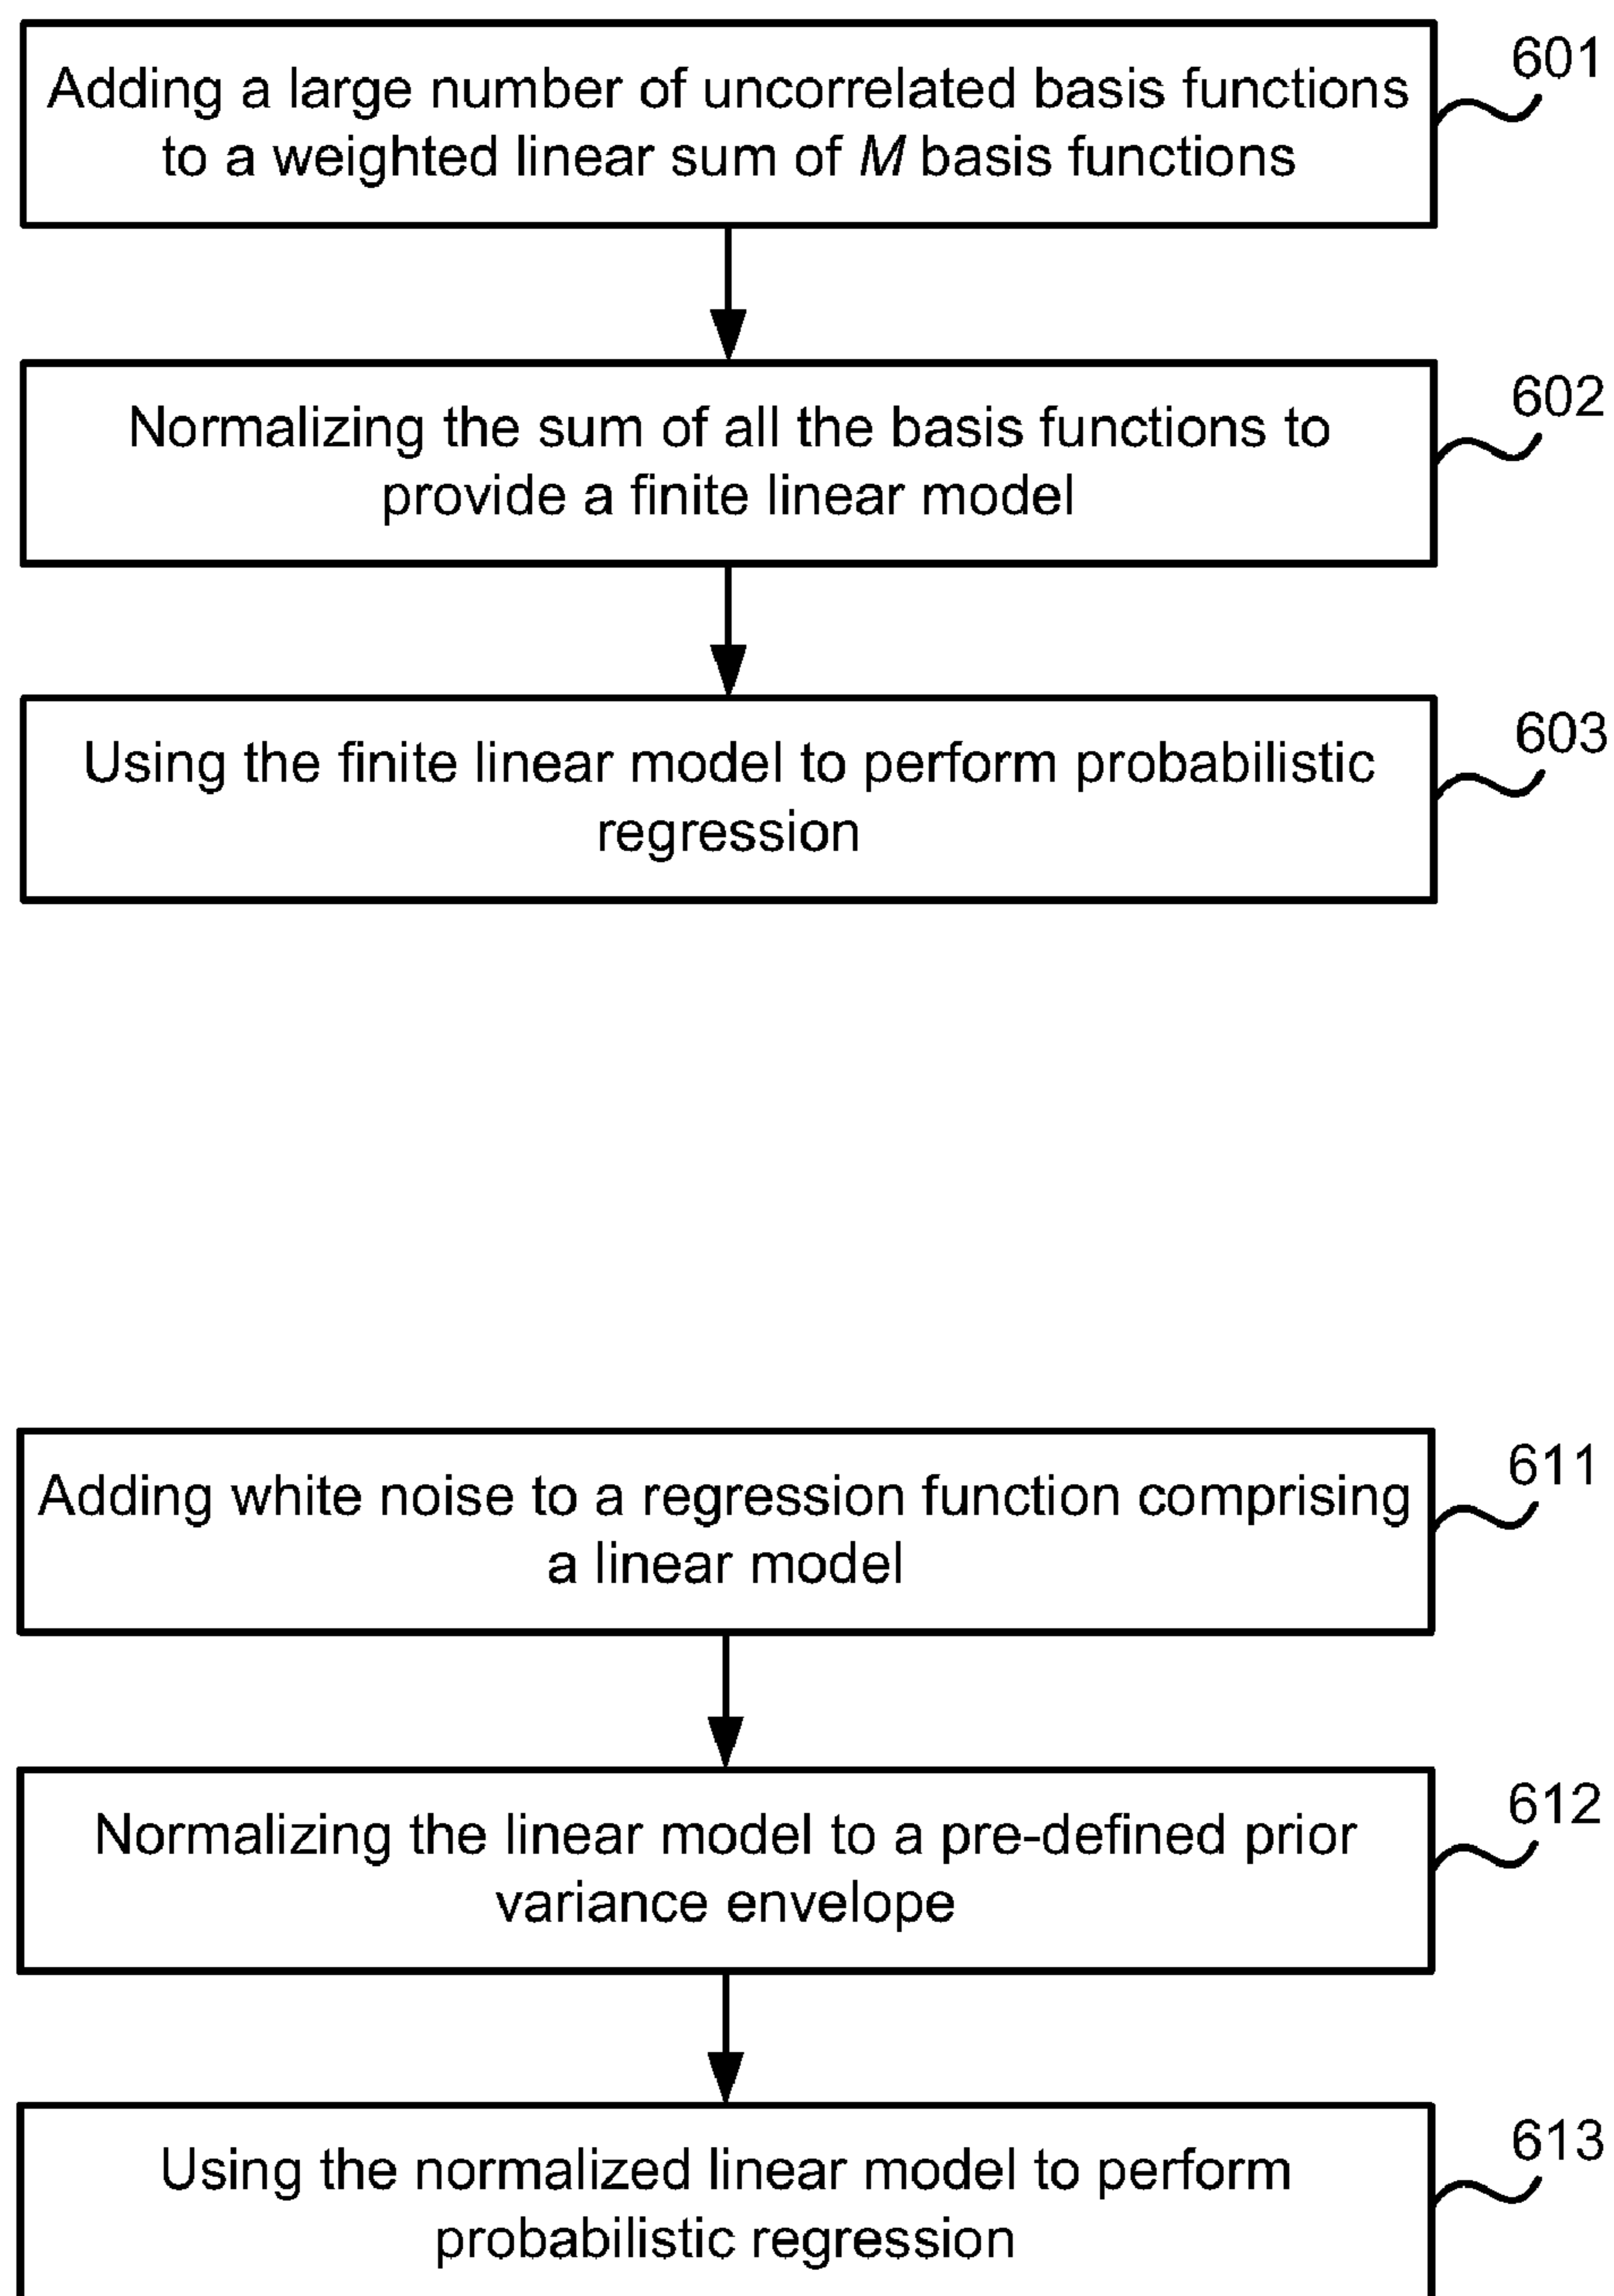 Adding a large number of uncorrelated basis functions
to a weighted linear sum of M basis functions
601
Normalizing the sum of all the basis functions to
provide a finite linear model
602
Using the finite linear model to perform probabilistic
regression
603
Adding white noise to a regression function comprising
a linear model
611
Normalizing the linear model to a pre-defined prior
variance envelope
612
Using the normalized linear model to perform
probabilistic regression
613